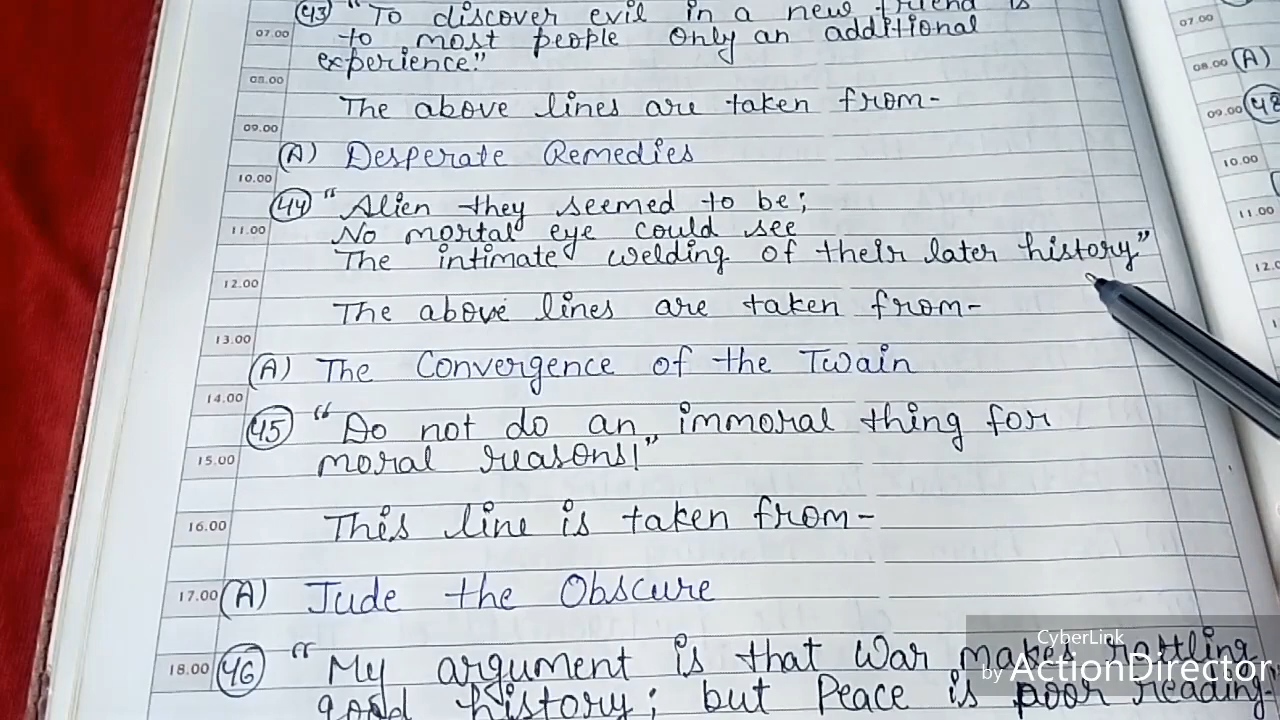 43 "To discover evil in a new friend is
07.00 to most people only an additional
experience."
08.00
The above lines are taken from-
09.00
(A) Desperate Remedies
10.00
44 "Alien they seemed to be;
11.00 No mortal eye could see
The intimate welding of their later history"
12.00
The above lines are taken from-
13.00
(A) The Convergence of the Twain
14.00
45 "Do not do an immoral thing for
15.00 moral reasons!"
16.00 This line is taken from-
17.00 (A) Jude the Obscure
18.00 46 "My argument is that War makes rattling
good history; but Peace is poor reading."
07.00
08.00 (A)
09.00
10.00
11.00
CyberLink
by ActionDirector